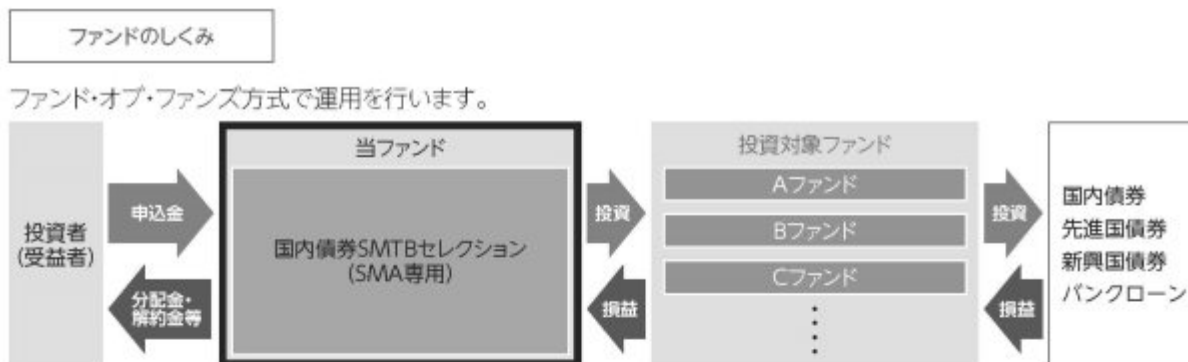 ファンドのしくみ
ファンド・オブ・ファンズ方式で運用を行います。
投資者
(受益者)
申込金
分配金・
解約金等
当ファンド
国内債券SMTBセレクション
(SMA専用)
投資
損益
投資対象ファンド
Aファンド
Bファンド
Cファンド
投資
損益
国内債券
先進国債券
新興国債券
バンクローン